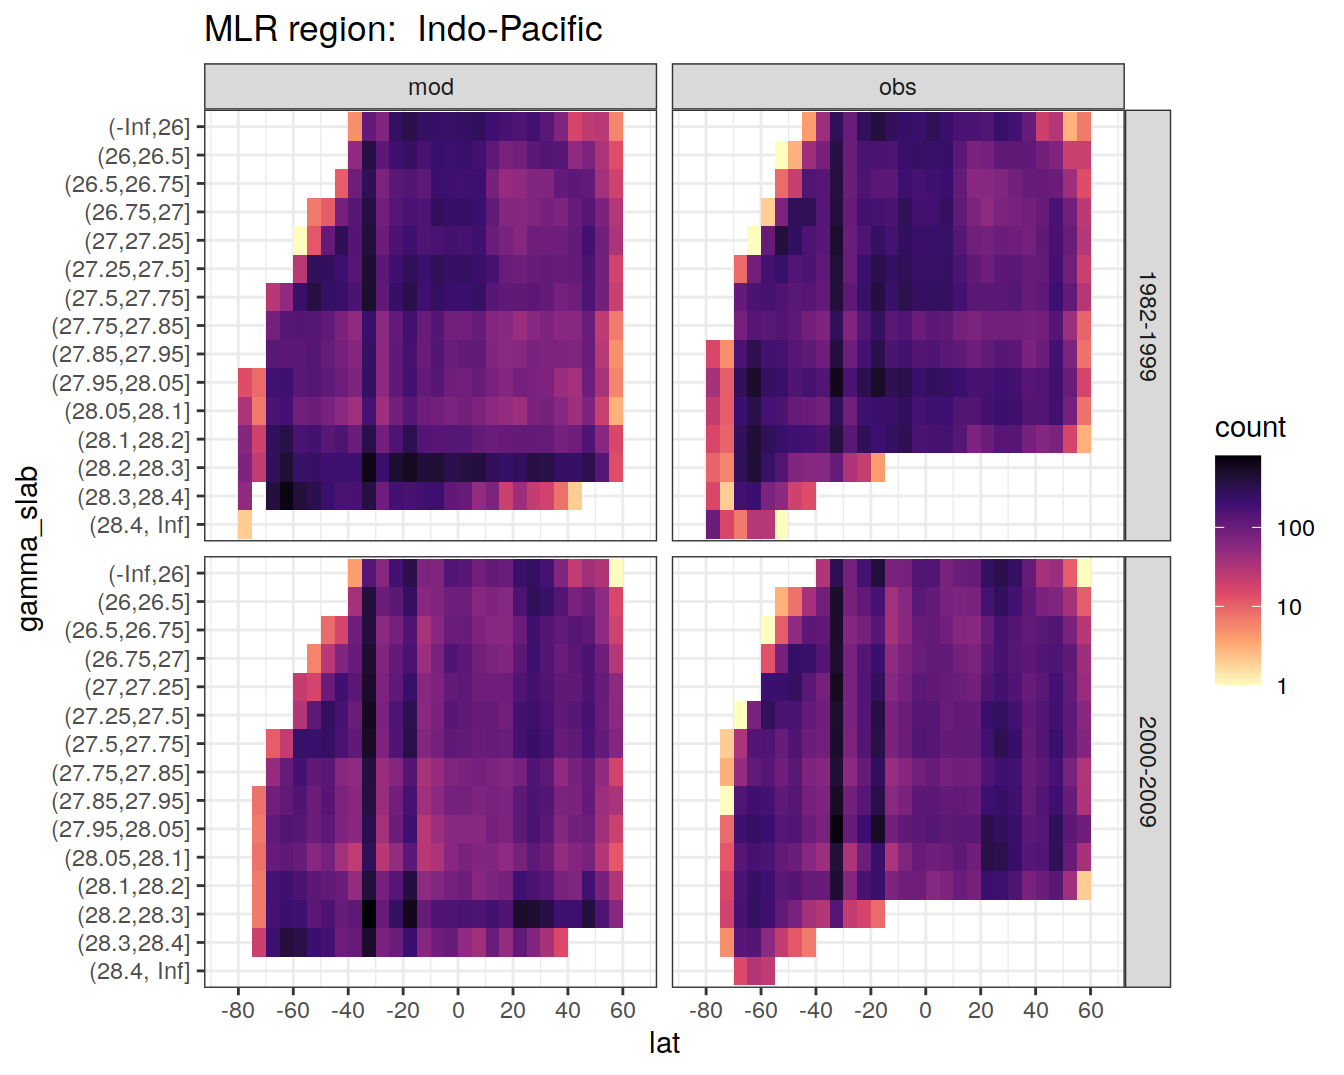 MLR region:  Indo-Pacific
mod
obs
(-Inf,26]
(26,26.5]
(26.5,26.75]
(26.75,27]
(27,27.25]
(27.25,27.5]
(27.5,27.75]
(27.75,27.85]
(27.85,27.95]
(27.95,28.05]
(28.05,28.1]
(28.1,28.2]
(28.2,28.3]
(28.3,28.4]
(28.4, Inf]
1982-1999
(-Inf,26]
(26,26.5]
(26.5,26.75]
(26.75,27]
(27,27.25]
(27.25,27.5]
(27.5,27.75]
(27.75,27.85]
(27.85,27.95]
(27.95,28.05]
(28.05,28.1]
(28.1,28.2]
(28.2,28.3]
(28.3,28.4]
(28.4, Inf]
2000-2009
gamma_slab
-80 -60 -40 -20 0 20 40 60
-80 -60 -40 -20 0 20 40 60
lat
count
100
10
1